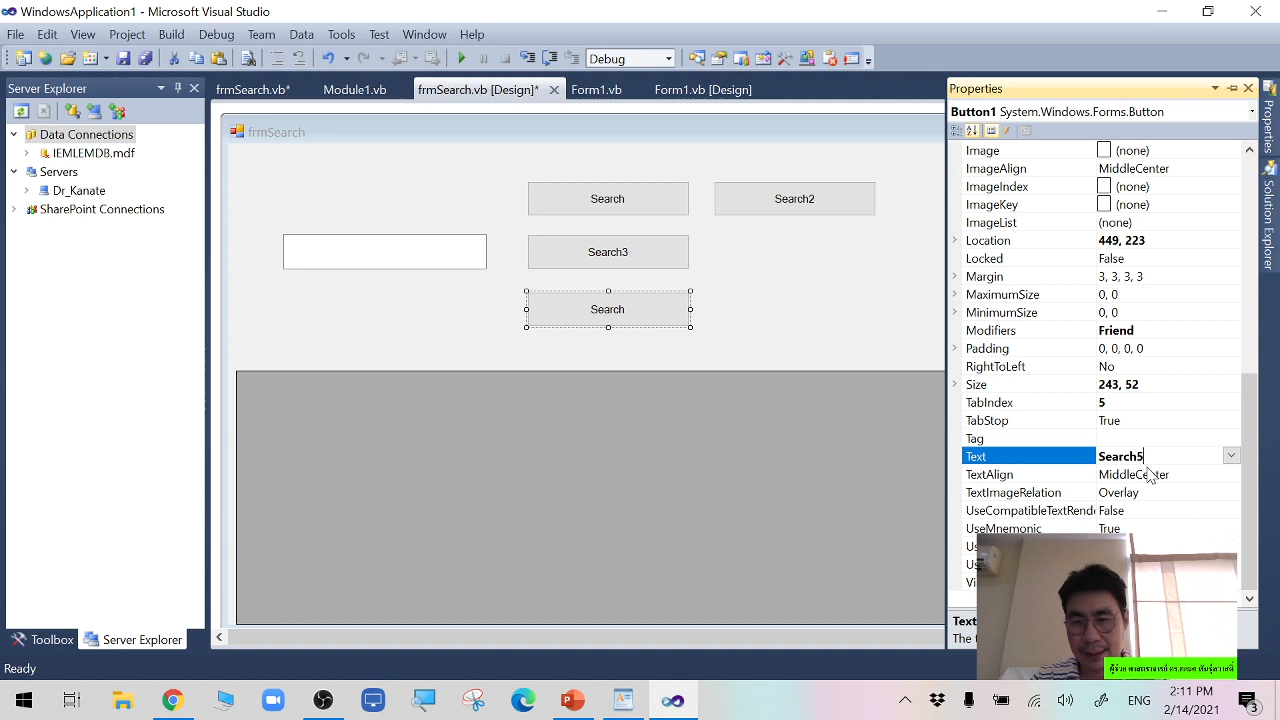 WindowsApplication1 - Microsoft Visual Studio
File Edit View Project Build Debug Team Data Tools Test Window Help
Debug
Server Explorer
Data Connections
IEMLEMDB.mdf
Servers
Dr_Kanate
SharePoint Connections
Toolbox
Server Explorer
frmSearch.vb*
Module1.vb
frmSearch.vb [Design]*
Form1.vb
Form1.vb [Design]
frmSearch
Search
Search2
Search3
Search
Properties
Button1 System.Windows.Forms.Button
Image (none)
ImageAlign MiddleCenter
ImageIndex (none)
ImageKey (none)
ImageList (none)
Location 449, 223
Locked False
Margin 3, 3, 3, 3
MaximumSize 0, 0
MinimumSize 0, 0
Modifiers Friend
Padding 0, 0, 0, 0
RightToLeft No
Size 243, 52
TabIndex 5
TabStop True
Tag
Text Search5
TextAlign MiddleCenter
TextImageRelation Overlay
UseCompatibleTextRende False
UseMnemonic True
Properties
Solution Explorer
Ready
ENG
2:11 PM
2/14/2021
3